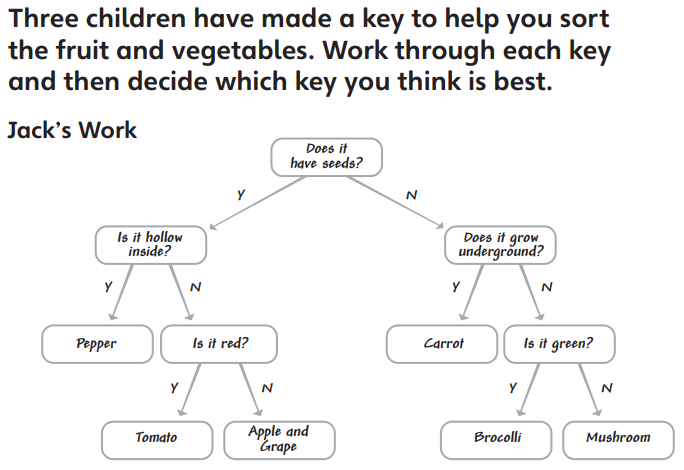 Three children have made a key to help you sort
the fruit and vegetables. Work through each key
and then decide which key you think is best.
Jack's Work
Does it
have seeds?
Y
N
Is it hollow
inside?
Does it grow
underground?
Y
N
Y
N
Pepper
Is it red?
Carrot
Is it green?
Y
N
Y
N
Tomato
Apple and
Grape
Brocolli
Mushroom